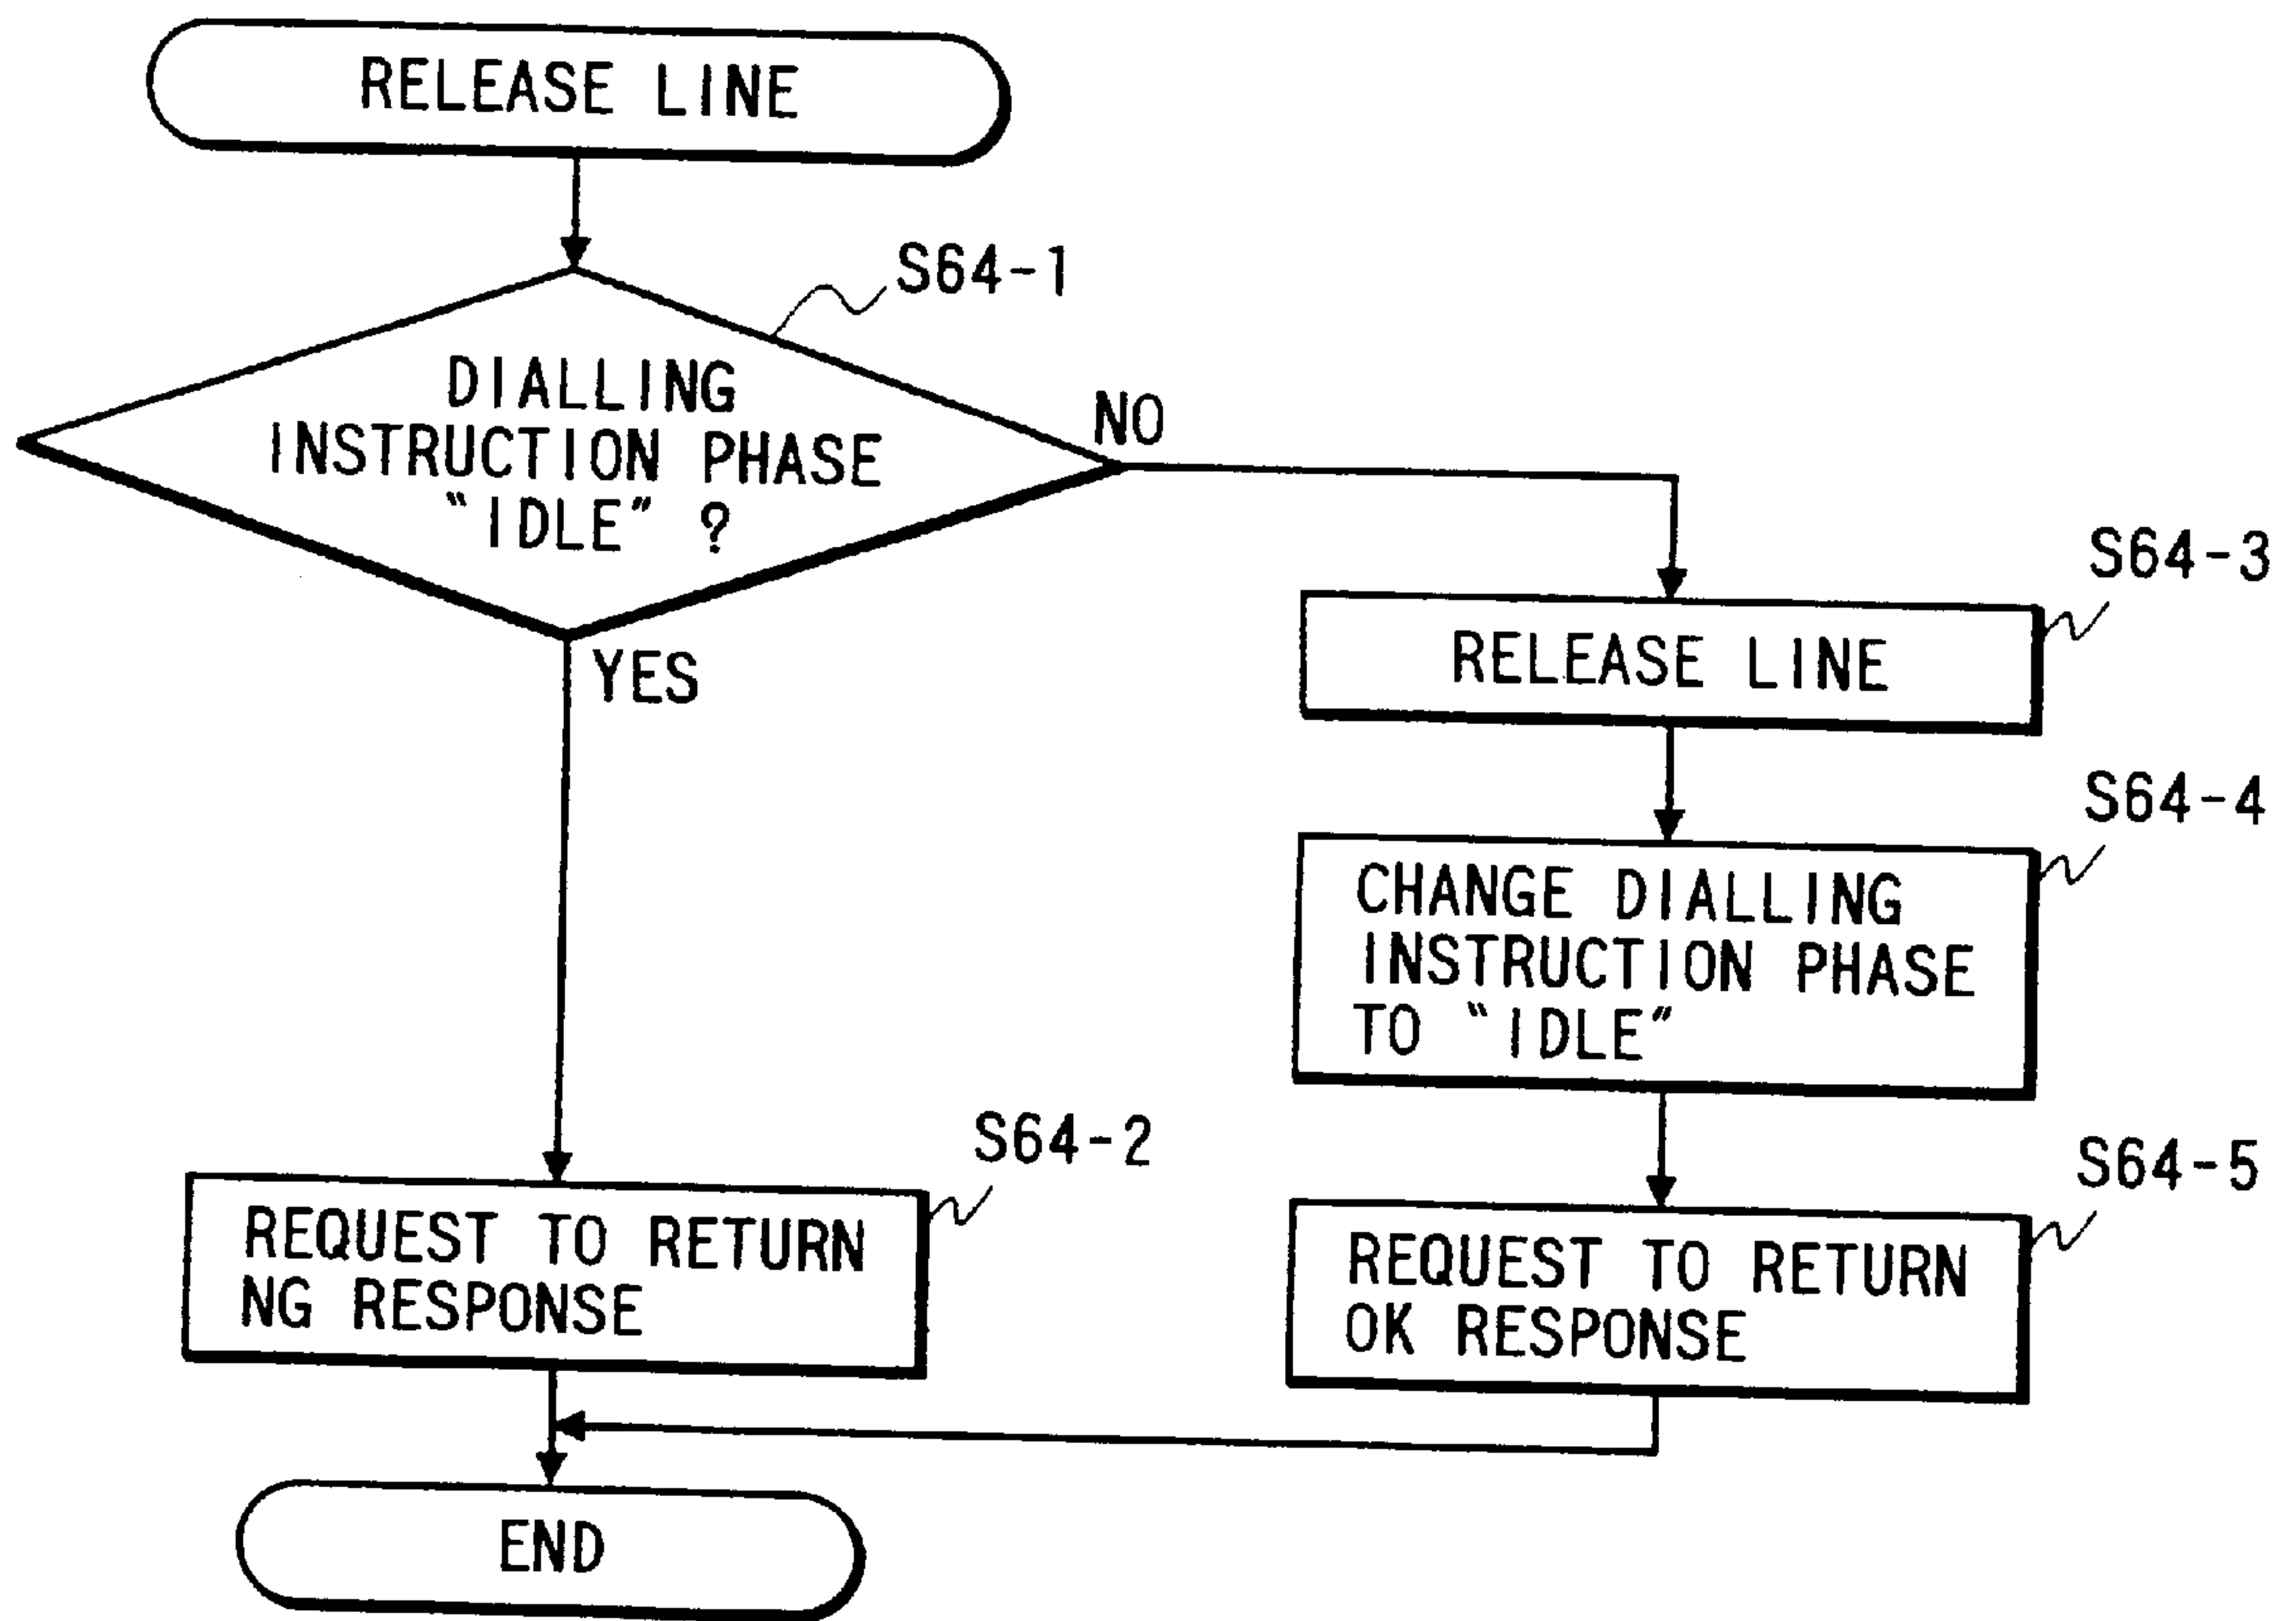 RELEASE LINE
S64-1
DIALLING
INSTRUCTION PHASE
"IDLE" ?
NO
YES
S64-3
RELEASE LINE
S64-4
CHANGE DIALLING
INSTRUCTION PHASE
TO "IDLE"
S64-2
REQUEST TO RETURN
NG RESPONSE
S64-5
REQUEST TO RETURN
OK RESPONSE
END